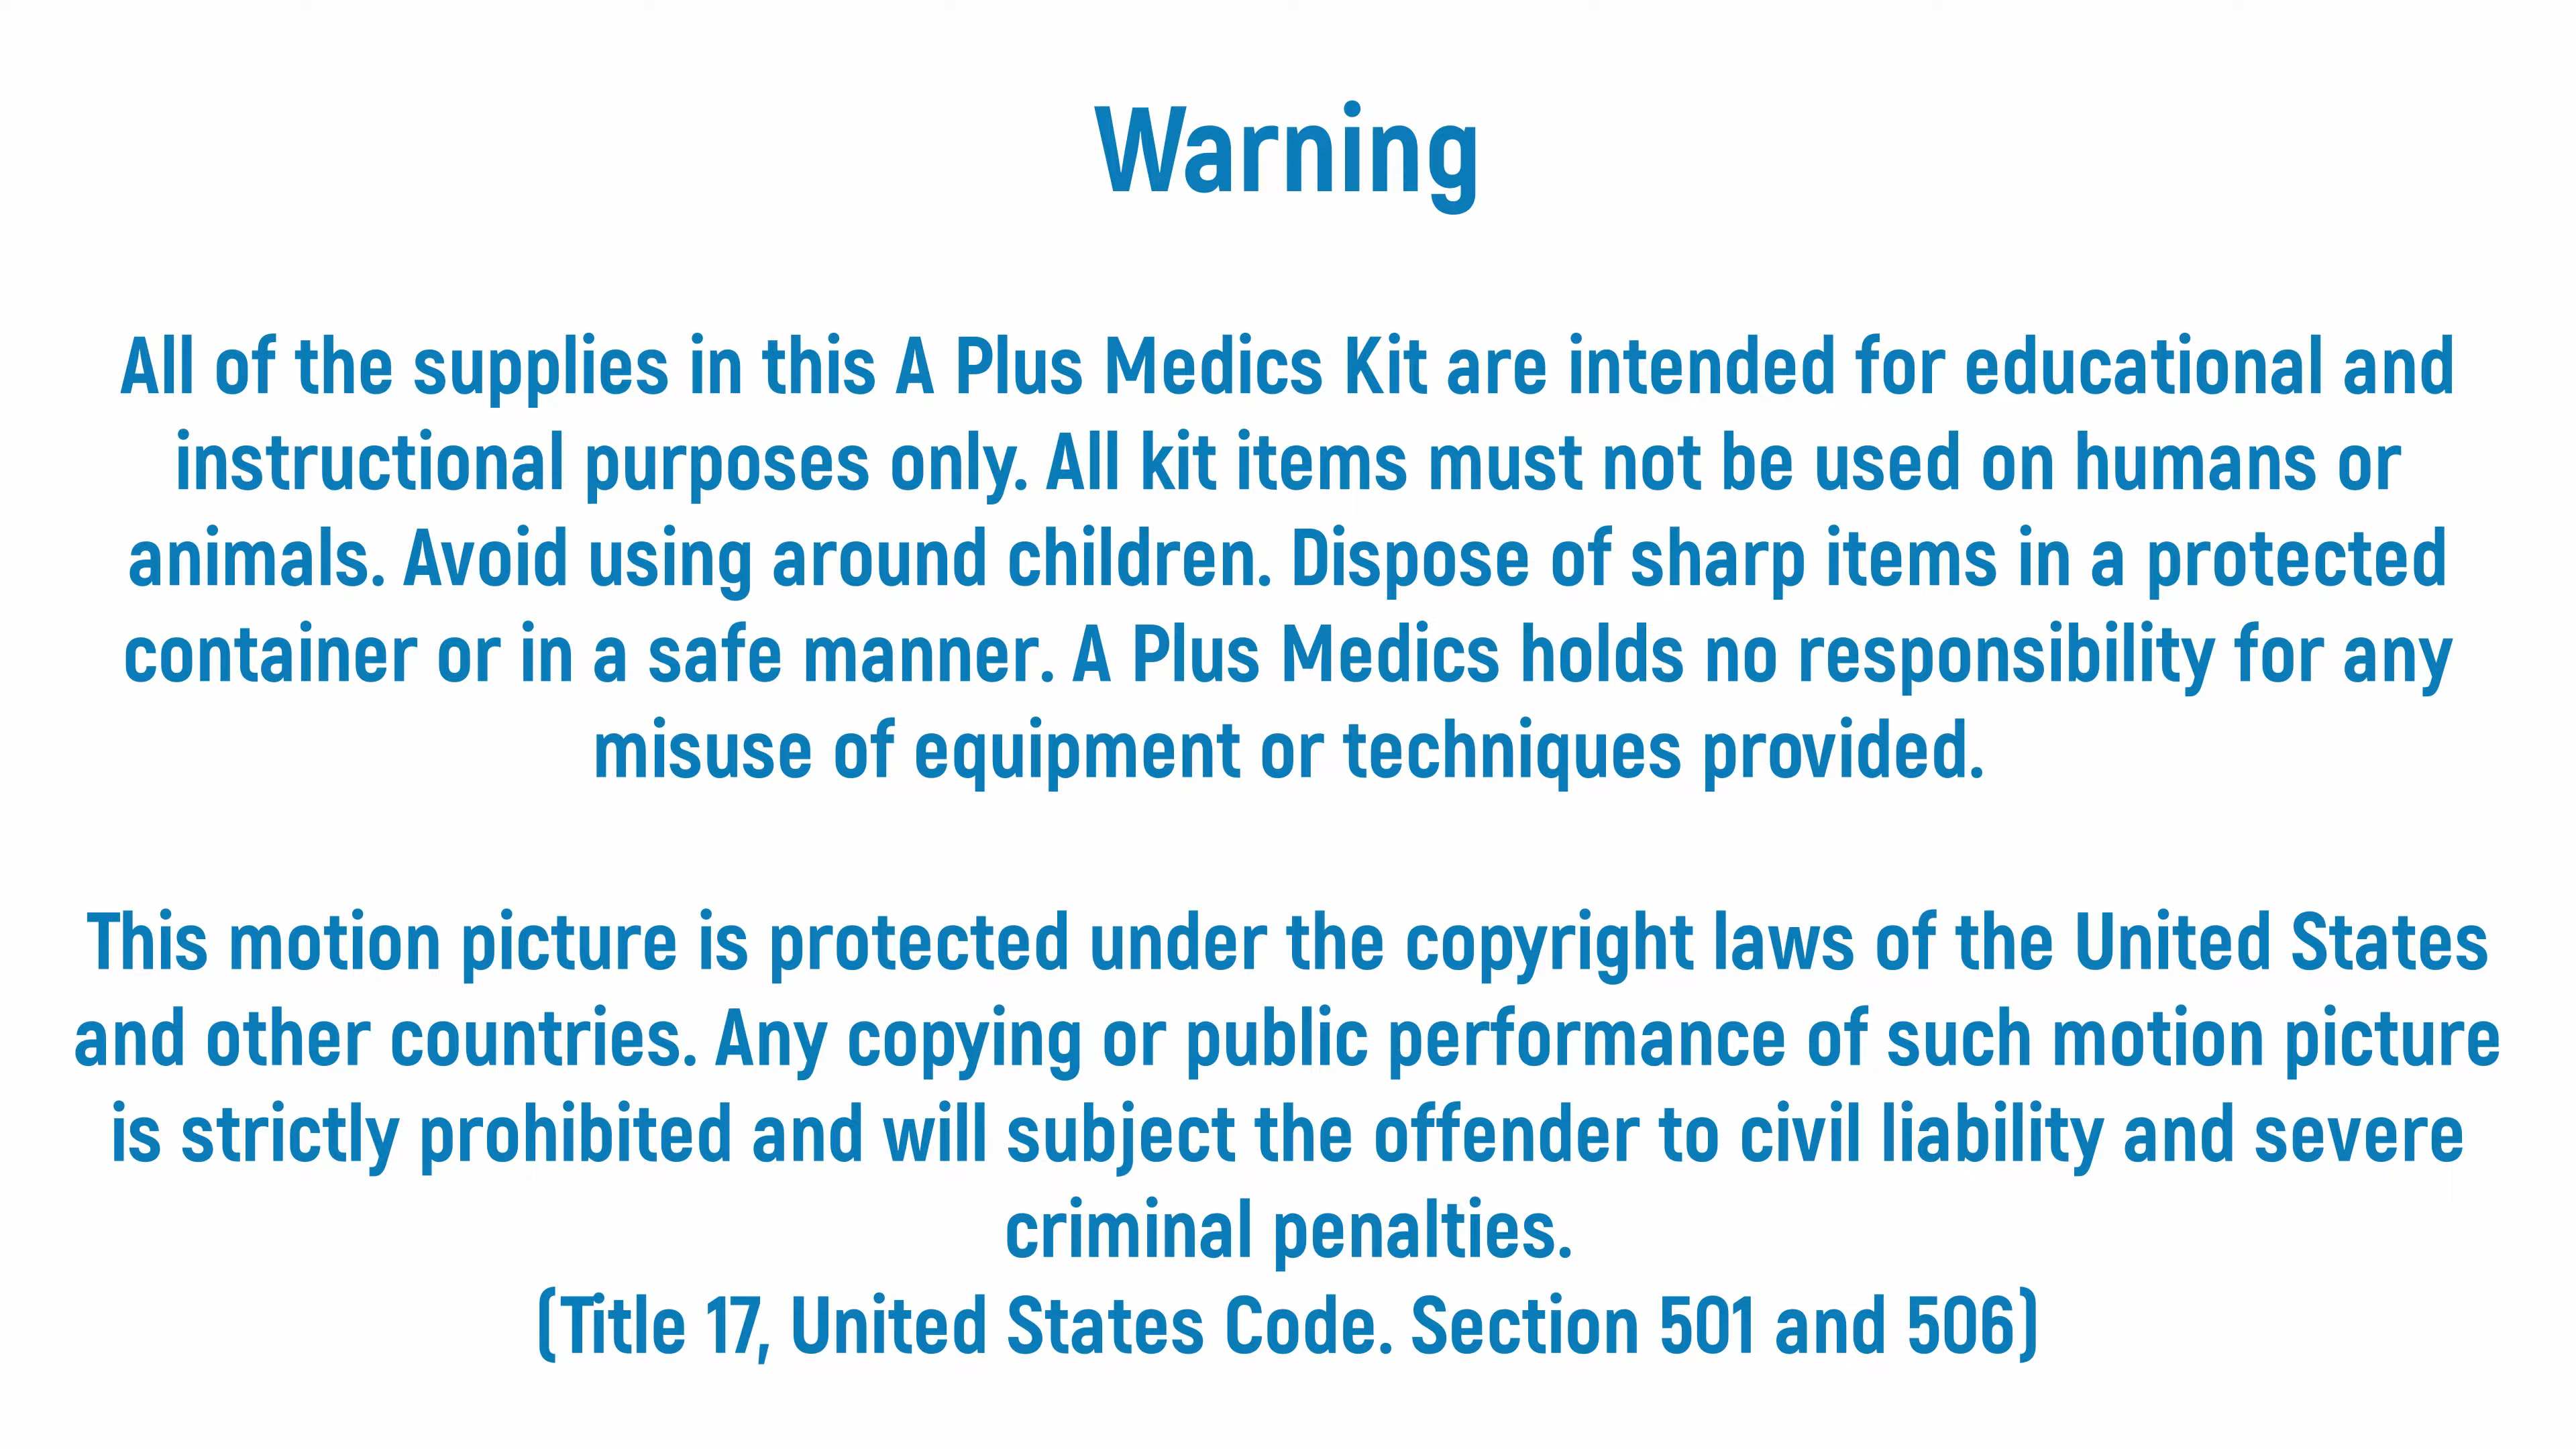 Warning
All of the supplies in this A Plus Medics Kit are intended for educational and
instructional purposes only. All kit items must not be used on humans or
animals. Avoid using around children. Dispose of sharp items in a protected
container or in a safe manner. A Plus Medics holds no responsibility for any
misuse of equipment or techniques provided.
This motion picture is protected under the copyright laws of the United States
and other countries. Any copying or public performance of such motion picture
is strictly prohibited and will subject the offender to civil liability and severe
criminal penalties.
(Title 17, United States Code. Section 501 and 506)